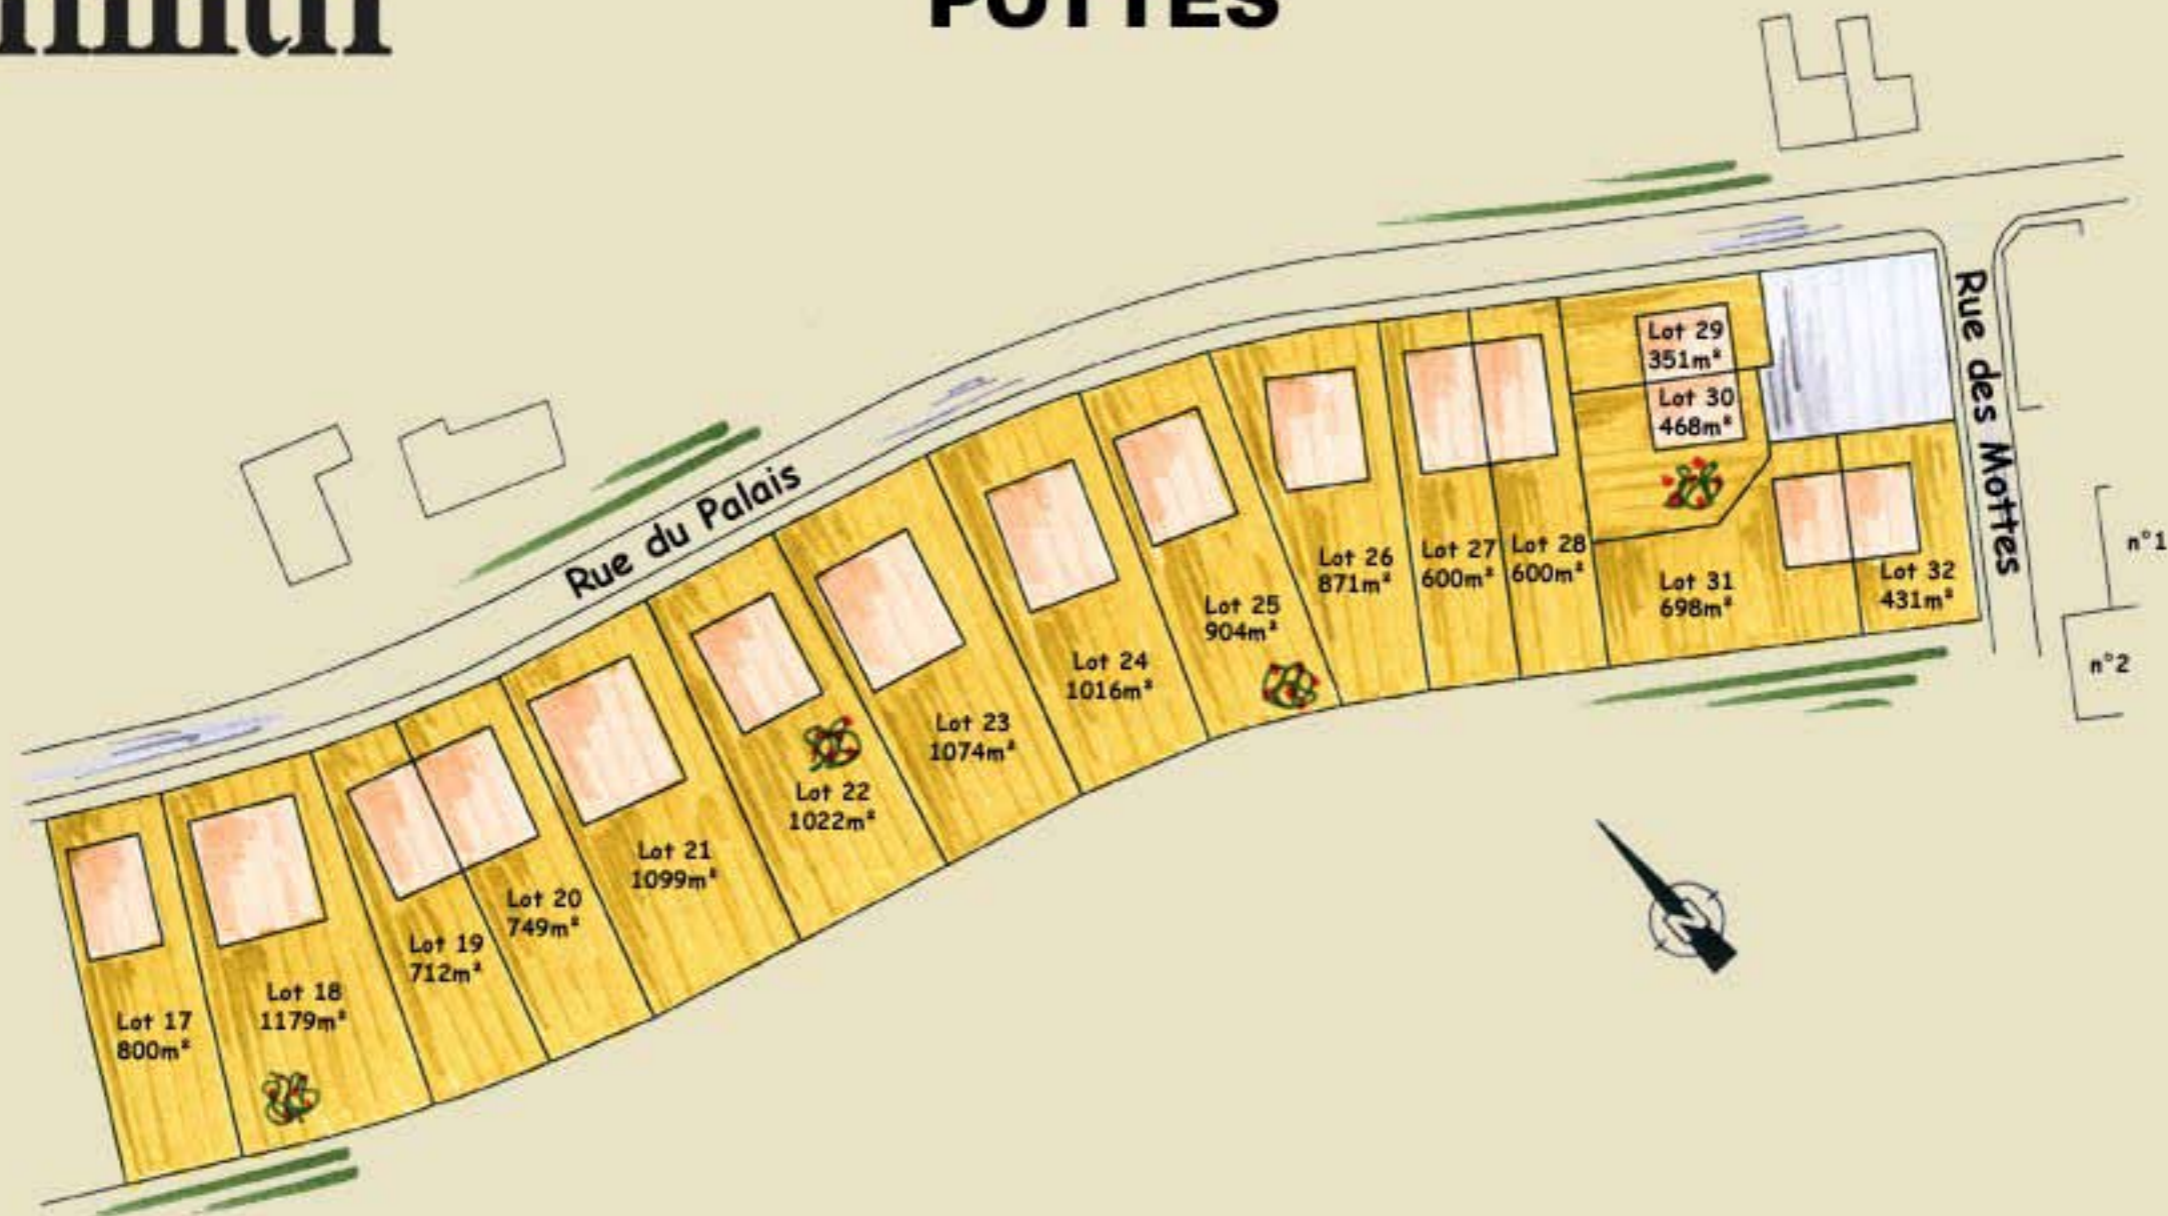 POTTES
Rue du Palais
Rue des Mottes
Lot 17
800m²
Lot 18
1179m²
Lot 19
712m²
Lot 20
749m²
Lot 21
1099m²
Lot 22
1022m²
Lot 23
1074m²
Lot 24
1016m²
Lot 25
904m²
Lot 26
871m²
Lot 27
600m²
Lot 28
600m²
Lot 29
351m²
Lot 30
468m²
Lot 31
698m²
Lot 32
431m²
n°1
n°2
N